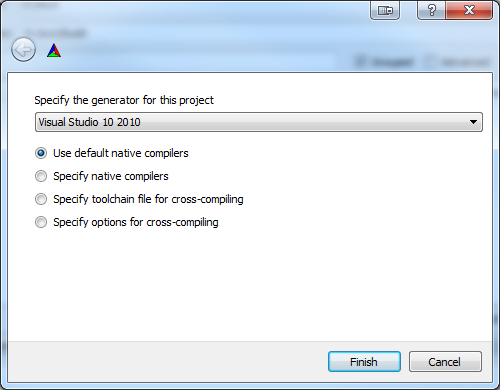 Specify the generator for this project
Visual Studio 10 2010
Use default native compilers
Specify native compilers
Specify toolchain file for cross-compiling
Specify options for cross-compiling
Finish
Cancel